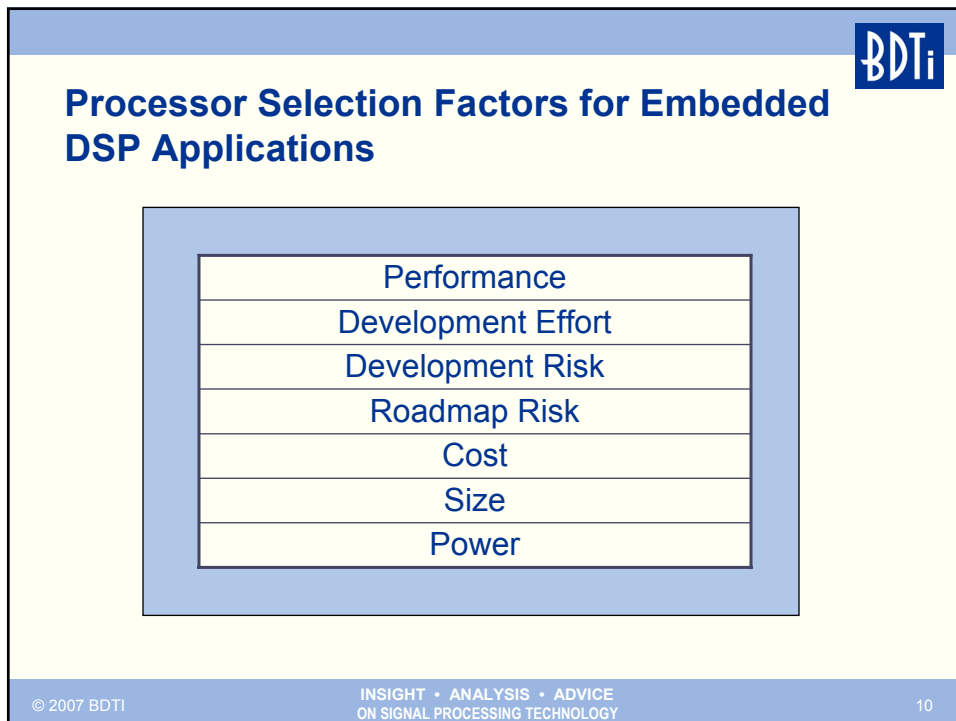 BDTi
Processor Selection Factors for Embedded
DSP Applications
Performance
Development Effort
Development Risk
Roadmap Risk
Cost
Size
Power
© 2007 BDTI
INSIGHT • ANALYSIS • ADVICE
ON SIGNAL PROCESSING TECHNOLOGY
10